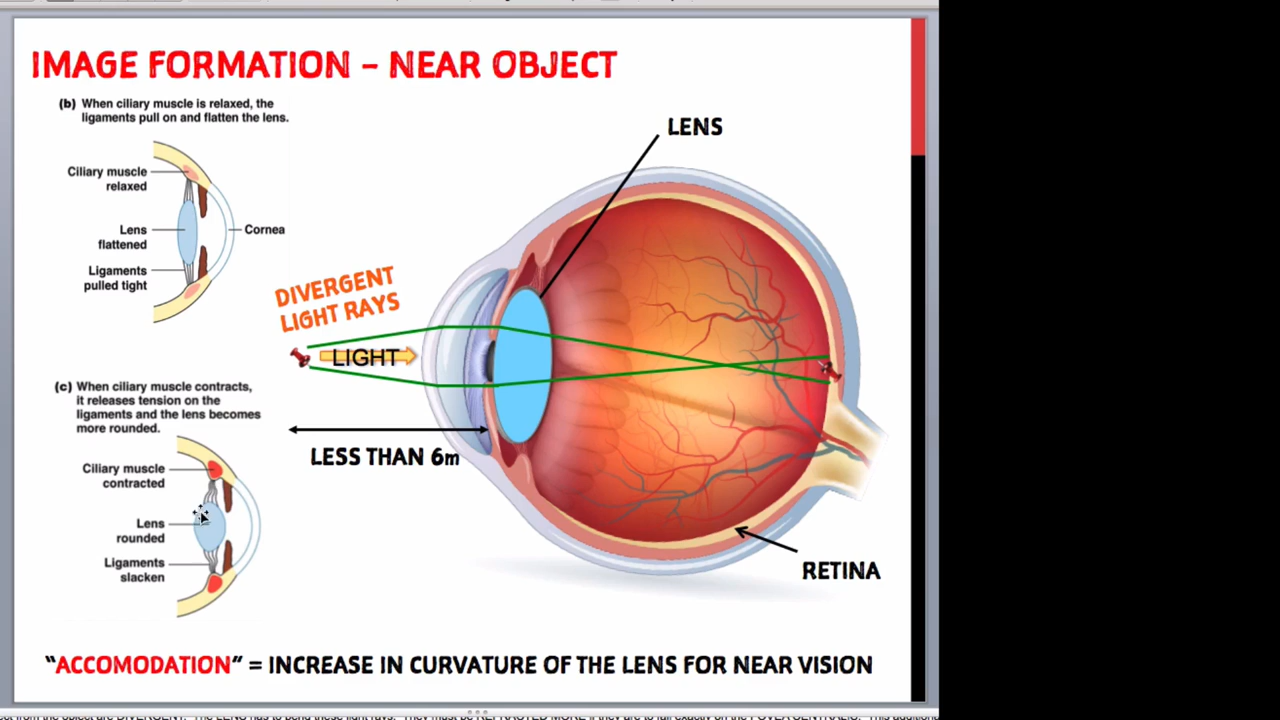 IMAGE FORMATION – NEAR OBJECT
(b) When ciliary muscle is relaxed, the
ligaments pull on and flatten the lens.
Ciliary muscle
relaxed
Lens
flattened
Cornea
Ligaments
pulled tight
LENS
DIVERGENT
LIGHT RAYS
LIGHT
LESS THAN 6m
(c) When ciliary muscle contracts,
it releases tension on the
ligaments and the lens becomes
more rounded.
Ciliary muscle
contracted
Lens
rounded
Ligaments
slacken
RETINA
"ACCOMODATION" = INCREASE IN CURVATURE OF THE LENS FOR NEAR VISION